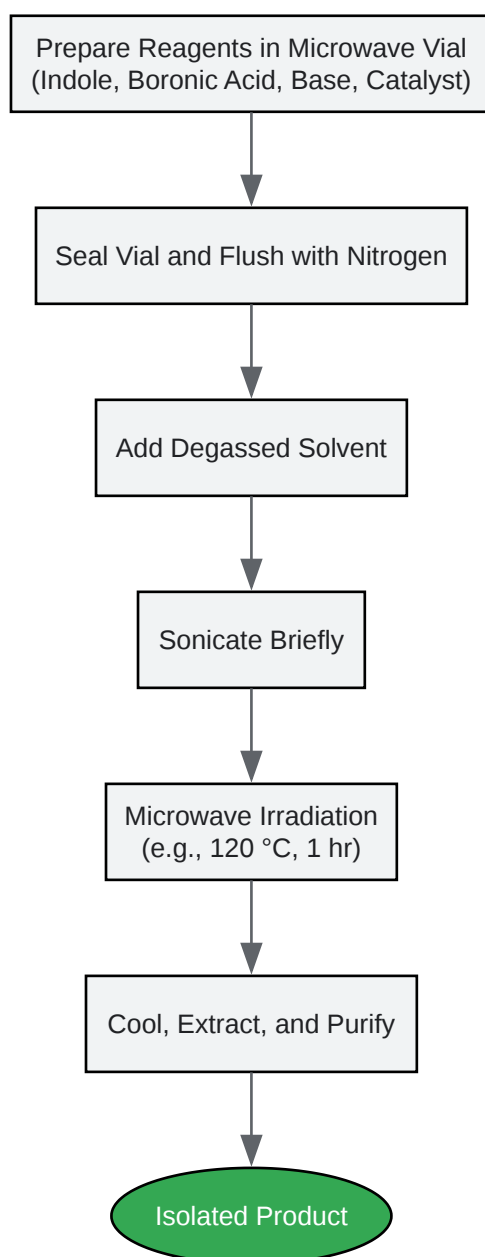 Prepare Reagents in Microwave Vial
(Indole, Boronic Acid, Base, Catalyst)
Seal Vial and Flush with Nitrogen
Add Degassed Solvent
Sonicate Briefly
Microwave Irradiation
(e.g., 120 °C, 1 hr)
Cool, Extract, and Purify
Isolated Product